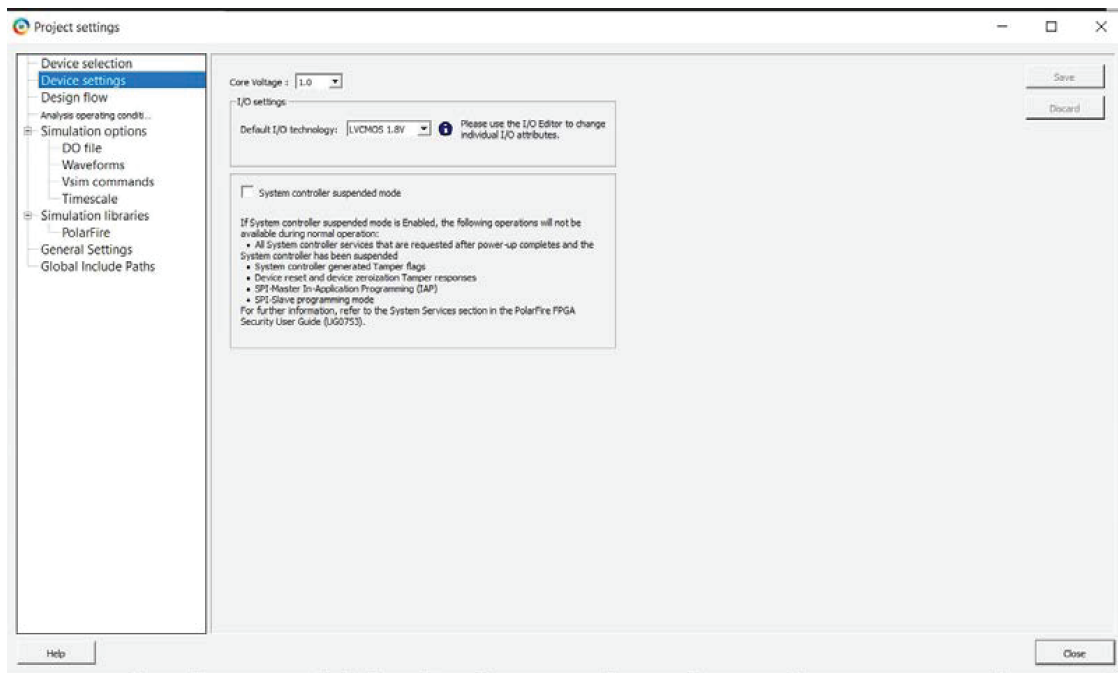 Project settings
Device selection
Device settings
Design flow
Analysis operating conditi...
Simulation options
DO file
Waveforms
Vsim commands
Timescale
Simulation libraries
PolarFire
General Settings
Global Include Paths
Core Voltage : 1.0
I/O settings
Default I/O technology: LVCMOS 1.8V
Please use the I/O Editor to change
individual I/O attributes.
System controller suspended mode
If System controller suspended mode is Enabled, the following operations will not be
available during normal operation:
• All System controller services that are requested after power-up completes and the
System controller has been suspended
• System controller generated Tamper flags
• Device reset and device zeroization Tamper responses
• SPI-Master In-Application Programming (IAP)
• SPI-Slave programming mode
For further information, refer to the System Services section in the PolarFire FPGA
Security User Guide (UG0753).
Save
Discard
Help
Close